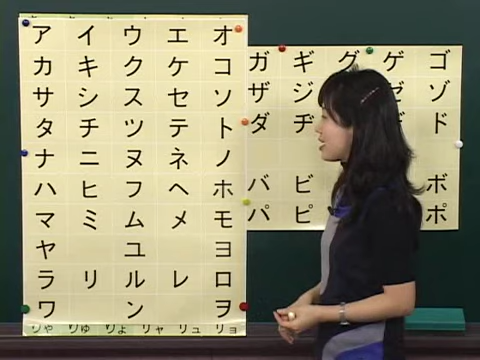 ア イ ウ エ オ
カ キ ク ケ コ
サ シ ス セ ソ
タ チ ツ テ ト
ナ ニ ヌ ネ ノ
ハ ヒ フ ヘ ホ
マ ミ ム メ モ
ヤ ユ ヨ
ラ リ ル レ ロ
ワ ン ヲ
りゃ りゅ りょ リャ リュ リョ
ガ ギ グ ゲ ゴ
ザ ジ ゼ ゾ
ダ ヂ ド
バ ビ ボ
パ ピ ポ